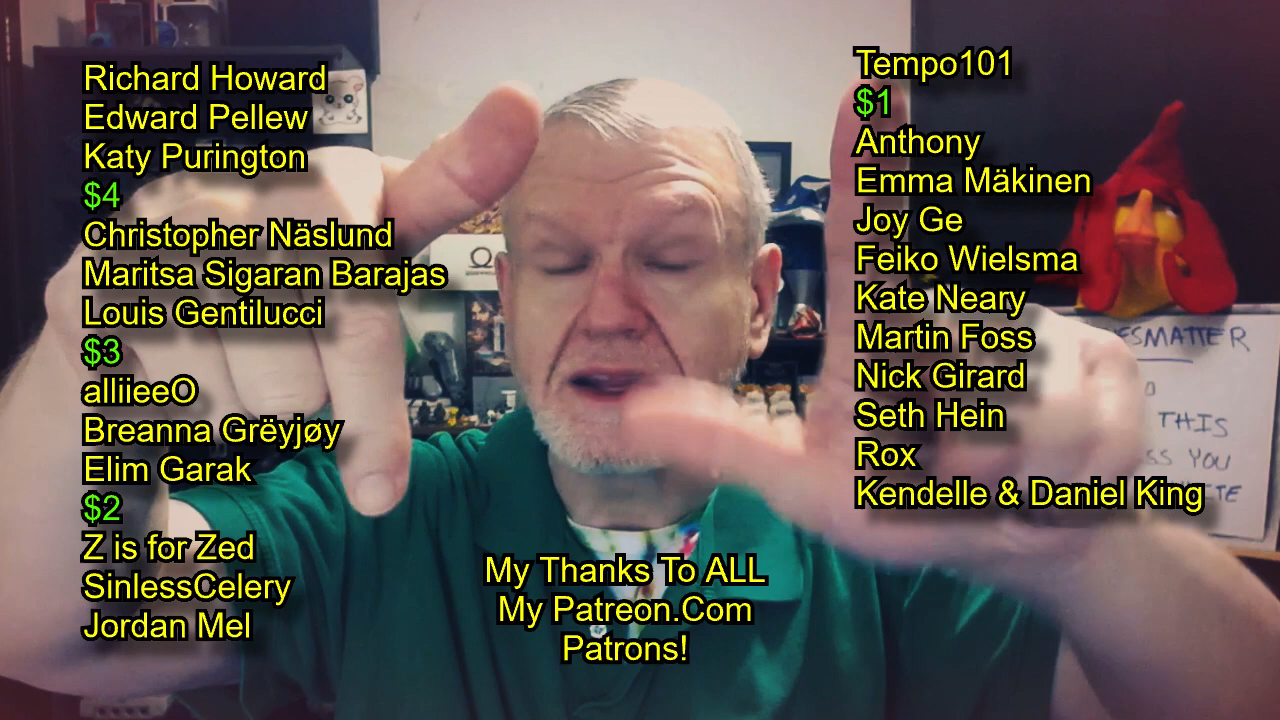 Richard Howard
Edward Pellew
Katy Purington
$4
Christopher Näslund
Maritsa Sigaran Barajas
Louis Gentilucci
$3
alliieeO
Breanna Grëyjøy
Elim Garak
$2
Z is for Zed
SinlessCelery
Jordan Mel
Tempo101
$1
Anthony
Emma Mäkinen
Joy Ge
Feiko Wielsma
Kate Neary
Martin Foss
Nick Girard
Seth Hein
Rox
Kendelle & Daniel King
My Thanks To ALL
My Patreon.Com
Patrons!
THIS
YOU